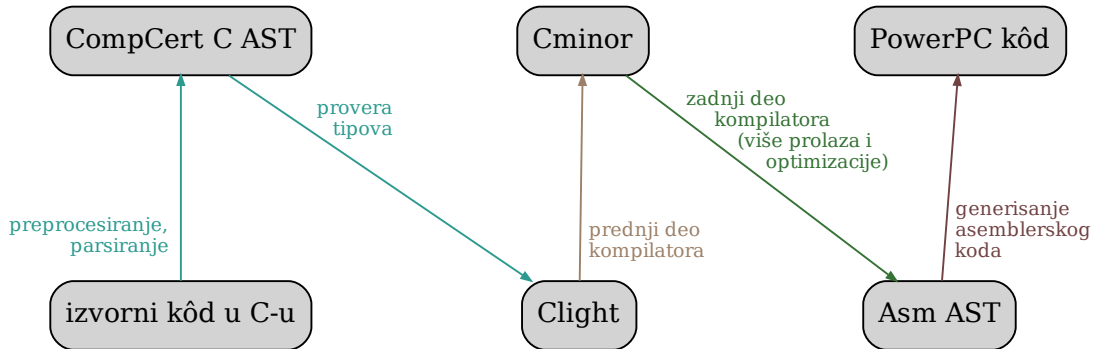 CompCert C AST
Cminor
PowerPC kôd
provera
tipova
zadnji deo
kompilatora
(više prolaza i
optimizacije)
preprocesiranje,
parsiranje
prednji deo
kompilatora
generisanje
asemblerskog
koda
izvorni kôd u C-u
Clight
Asm AST